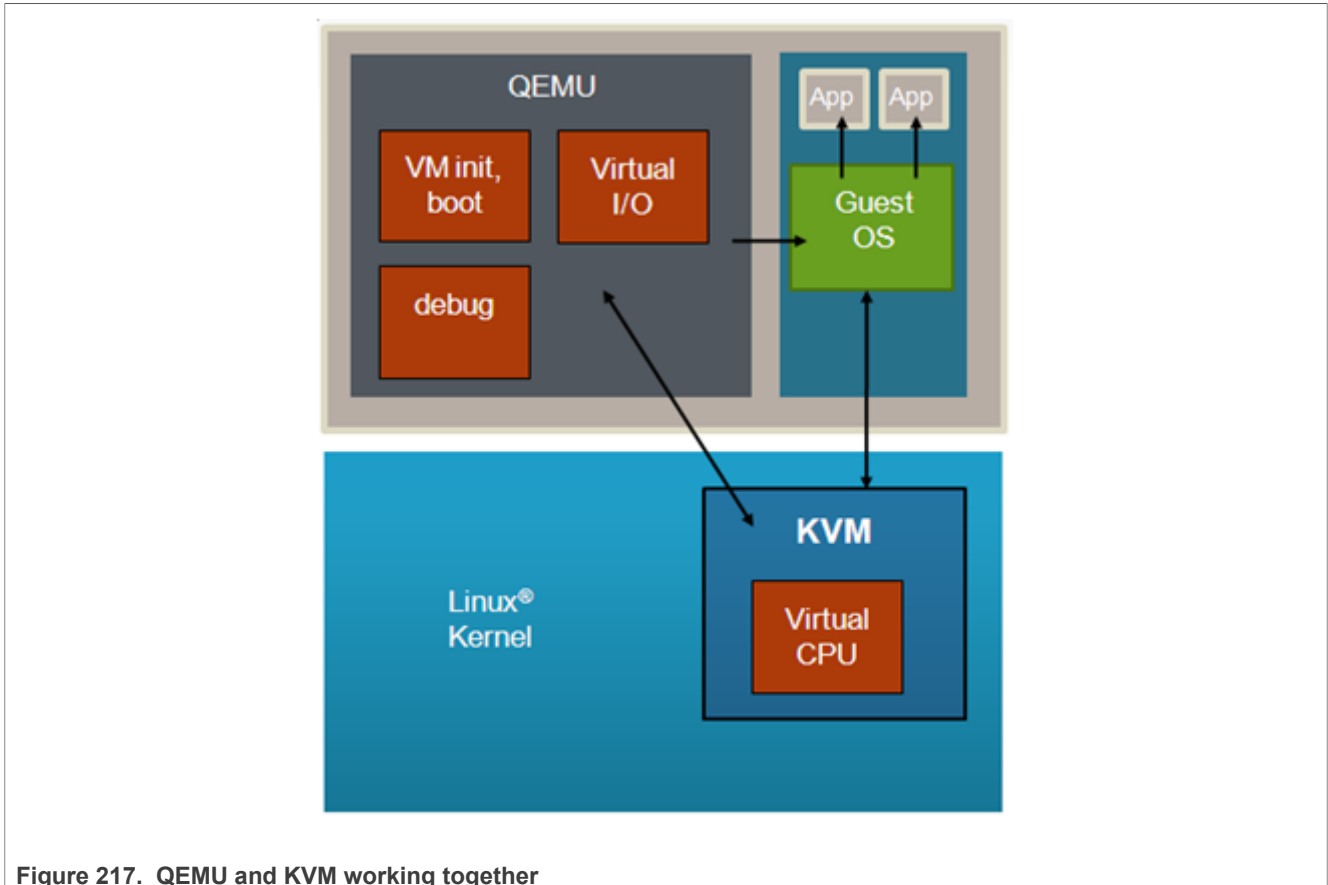 QEMU
VM init,
boot
Virtual
I/O
debug
App
App
Guest
OS
Linux®
Kernel
KVM
Virtual
CPU
Figure 217. QEMU and KVM working together